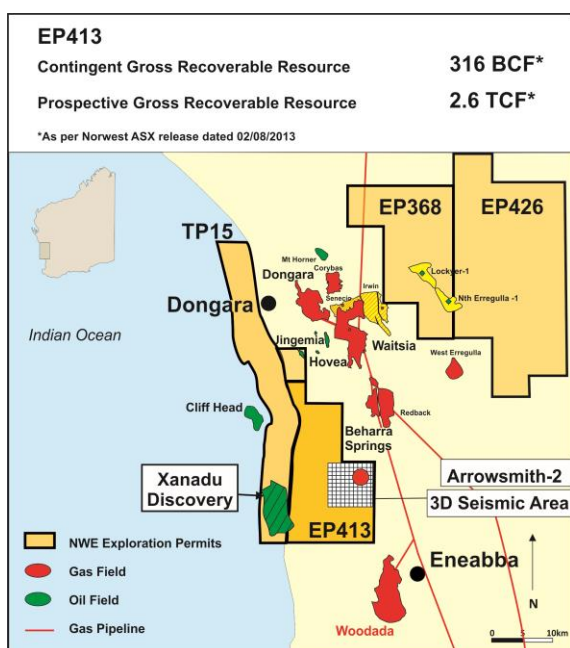 EP413
Contingent Gross Recoverable Resource 316 BCF*
Prospective Gross Recoverable Resource 2.6 TCF*
*As per Norwest ASX release dated 02/08/2013
EP368
EP426
TP15
Mt Horner
Lockyer-1
Dongara
Corybas
Irwin
Nth Erregulla -1
Senecio
Dongara
Indian Ocean
Jingemia
Waitsia
Hovea
West Erregulla
Cliff Head
Redback
Beharra
Springs
Xanadu
Discovery
Arrowsmith-2
3D Seismic Area
EP413
NWE Exploration Permits
Gas Field
Eneabba
Oil Field
N
Gas Pipeline
Woodada
0 5 10km